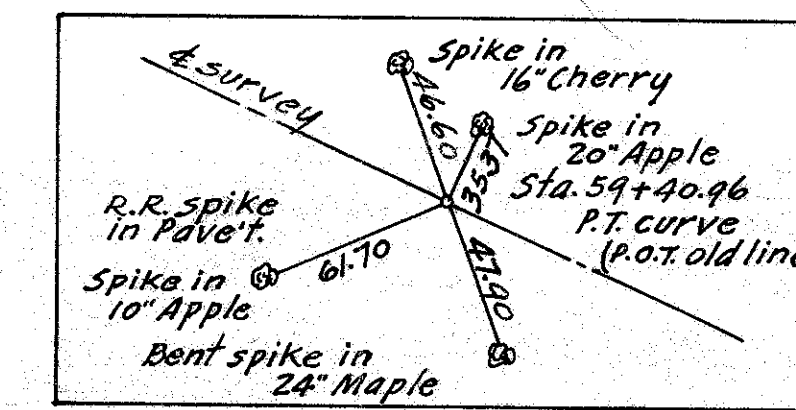 Spike in
16" Cherry
℄ survey
46.60
Spike in
20" Apple
35.37
Sta. 59+40.96
P.T. curve
(P.O.T. old line
R.R. spike
in Pave't.
61.70
Spike in
10" Apple
47.90
Bent spike in
24" Maple